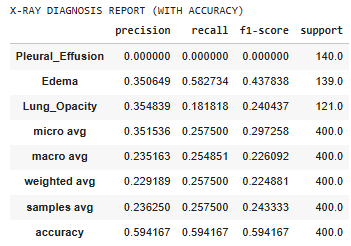 X-RAY DIAGNOSIS REPORT (WITH ACCURACY)
precision recall f1-score support
Pleural_Effusion 0.000000 0.000000 0.000000 140.0
Edema 0.350649 0.582734 0.437838 139.0
Lung_Opacity 0.354839 0.181818 0.240437 121.0
micro avg 0.351536 0.257500 0.297258 400.0
macro avg 0.235163 0.254851 0.226092 400.0
weighted avg 0.229189 0.257500 0.224881 400.0
samples avg 0.236250 0.257500 0.243333 400.0
accuracy 0.594167 0.594167 0.594167 400.0